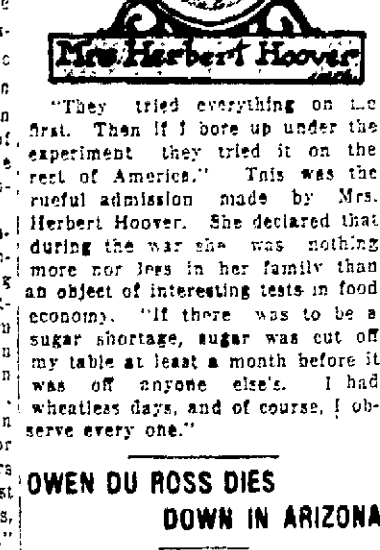 Mrs. Herbert Hoover
"They tried everything on me
first. Then if I bore up under the
experiment they tried it on the
rest of America." This was the
rueful admission made by Mrs.
Herbert Hoover. She declared that
during the war she was nothing
more nor less in her family than
an object of interesting tests in food
economy. "If there was to be a
sugar shortage, sugar was cut off
my table at least a month before it
was off anyone else's. I had
wheatless days, and of course, I ob-
serve every one."
OWEN DU ROSS DIES
DOWN IN ARIZONA